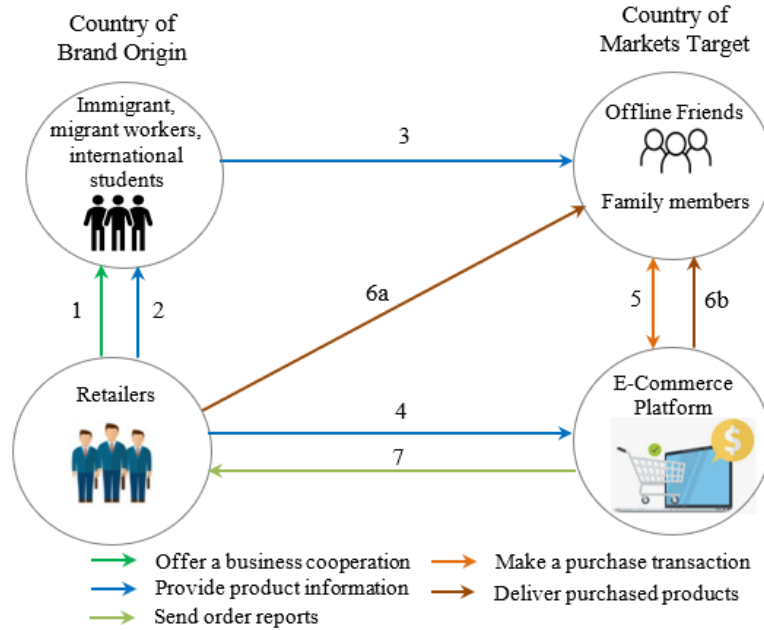 Country of
Brand Origin
Country of
Markets Target
Immigrant,
migrant workers,
international
students
Offline Friends
Family members
3
1
2
6a
5
6b
Retailers
E-Commerce
Platform
$
4
7
Offer a business cooperation
Make a purchase transaction
Provide product information
Deliver purchased products
Send order reports